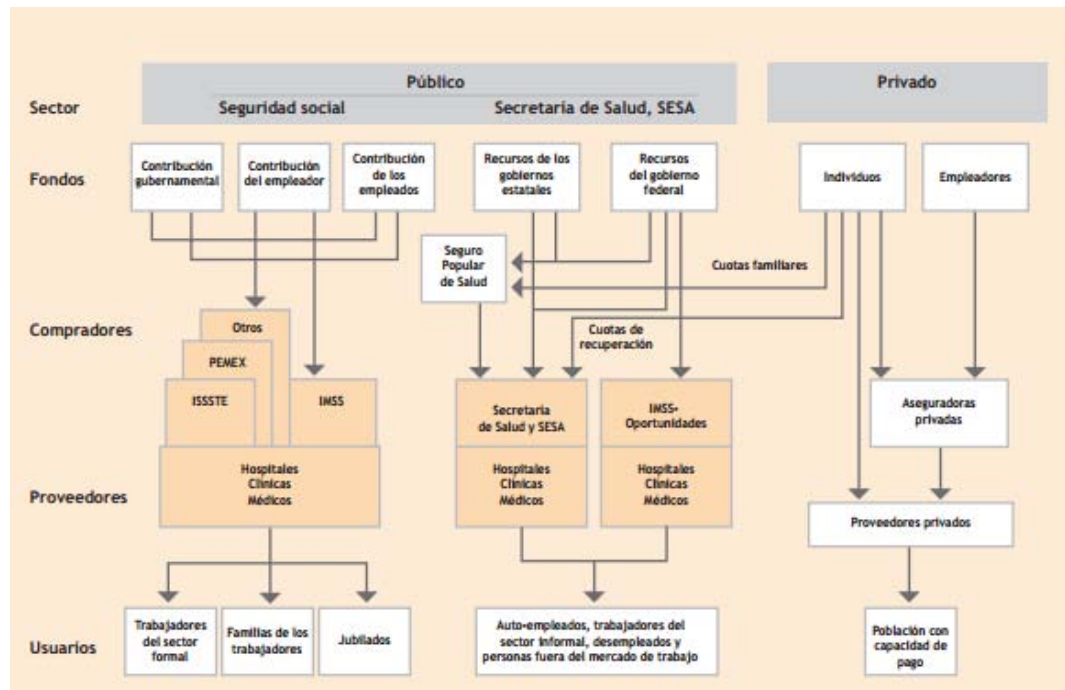 Público
Privado
Sector
Seguridad social
Secretaria de Salud, SESA
Fondos
Contribución
gubernamental
Contribución
del empleador
Contribución
de los
empleados
Recursos de los
gobiernos
estatales
Recursos
del gobierno
federal
Individuos
Empleadores
Seguro
Popular
de Salud
Cuotas familiares
Compradores
Otros
PEMEX
ISSSTE
IMSS
Cuotas de
recuperación
Secretaria
de Salud y SESA
IMSS-
Oportunidades
Aseguradoras
privadas
Proveedores
Hospitales
Clínicas
Médicos
Hospitales
Clínicas
Médicos
Hospitales
Clínicas
Médicos
Proveedores privados
Usuarios
Trabajadores
del sector
formal
Familias de los
trabajadores
Jubilados
Auto-empleados, trabajadores del
sector informal, desempleados y
personas fuera del mercado de trabajo
Población con
capacidad de
pago